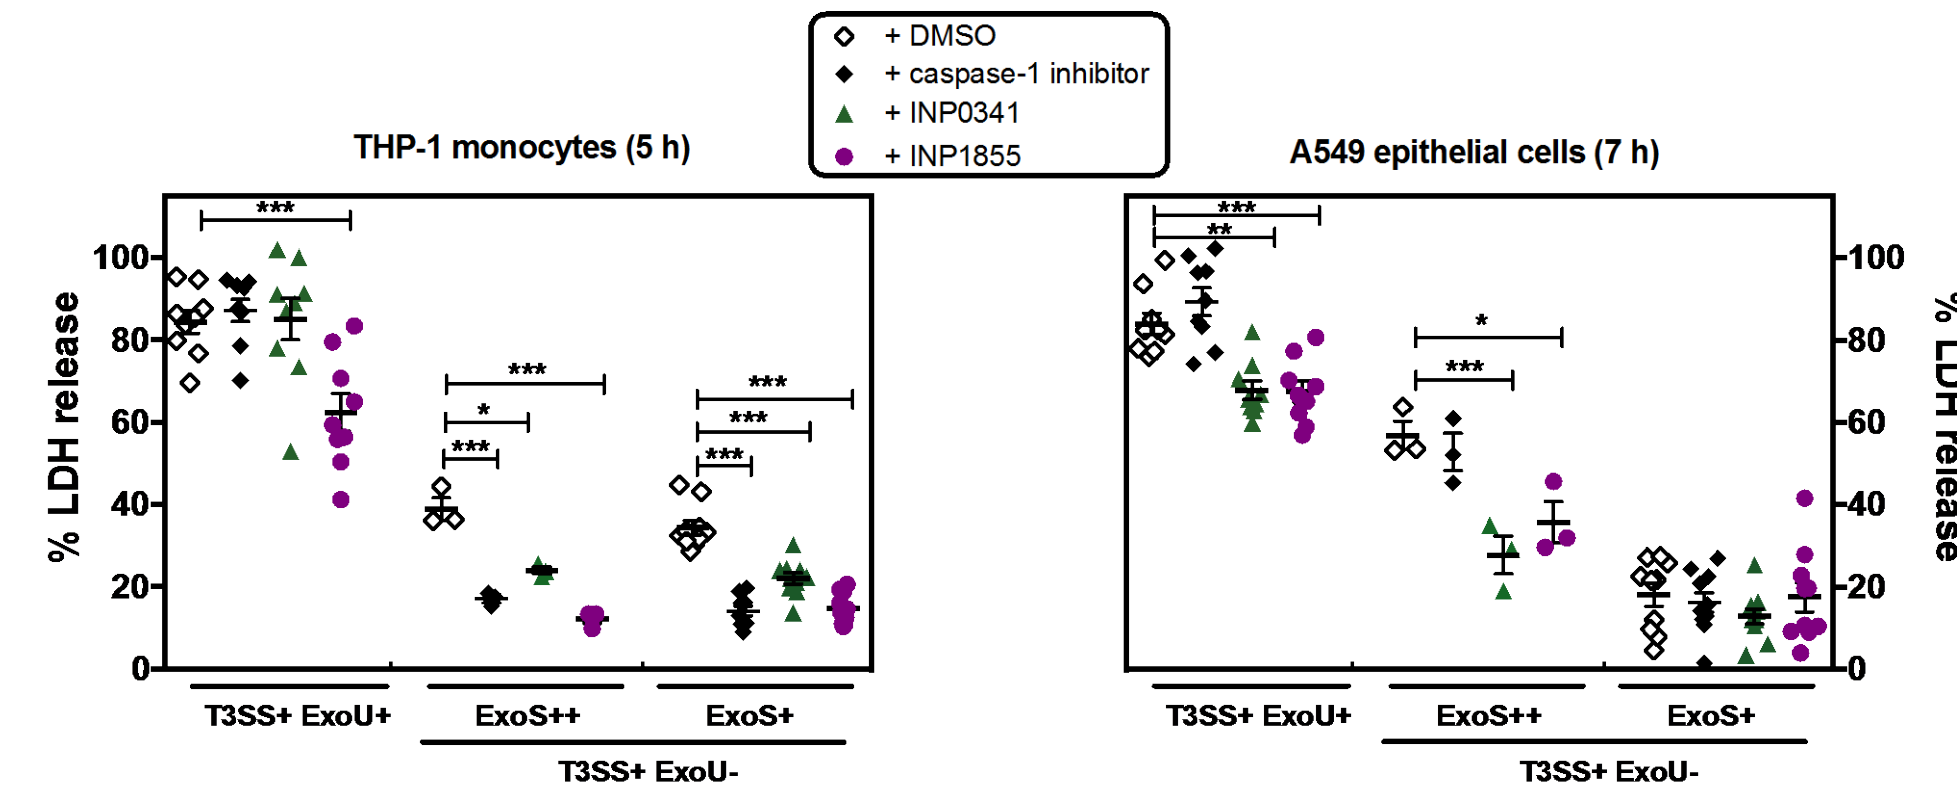 + DMSO
+ caspase-1 inhibitor
+ INP0341
+ INP1855
THP-1 monocytes (5 h)
A549 epithelial cells (7 h)
% LDH release
100
80
60
40
20
0
***
***
*
***
***
***
***
T3SS+ ExoU+
ExoS++
ExoS+
T3SS+ ExoU-
***
**
*
***
100
80
60
40
20
0
% LDH release
T3SS+ ExoU+
ExoS++
ExoS+
T3SS+ ExoU-